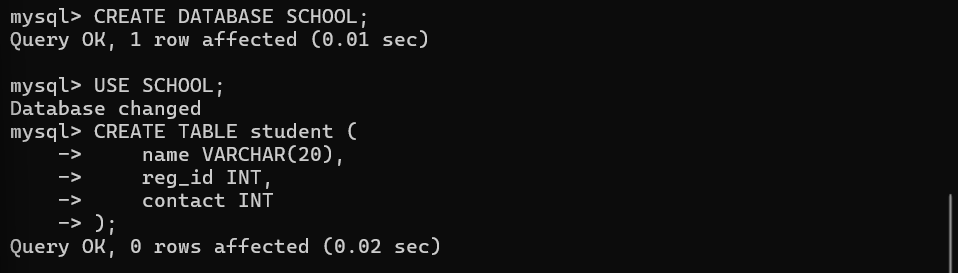 mysql> CREATE DATABASE SCHOOL;
Query OK, 1 row affected (0.01 sec)

mysql> USE SCHOOL;
Database changed
mysql> CREATE TABLE student (
    ->     name VARCHAR(20),
    ->     reg_id INT,
    ->     contact INT
    -> );
Query OK, 0 rows affected (0.02 sec)